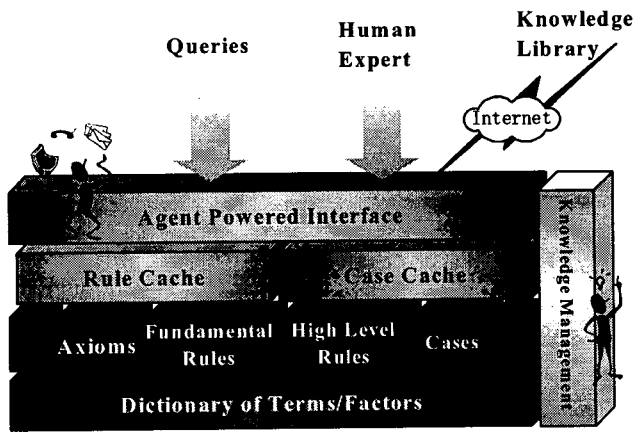 Queries
Human
Expert
Knowledge
Library
Internet
Agent Powered Interface
Rule Cache
Case Cache
Axioms
Fundamental
Rules
High Level
Rules
Cases
Dictionary of Terms/Factors
Knowledge Management